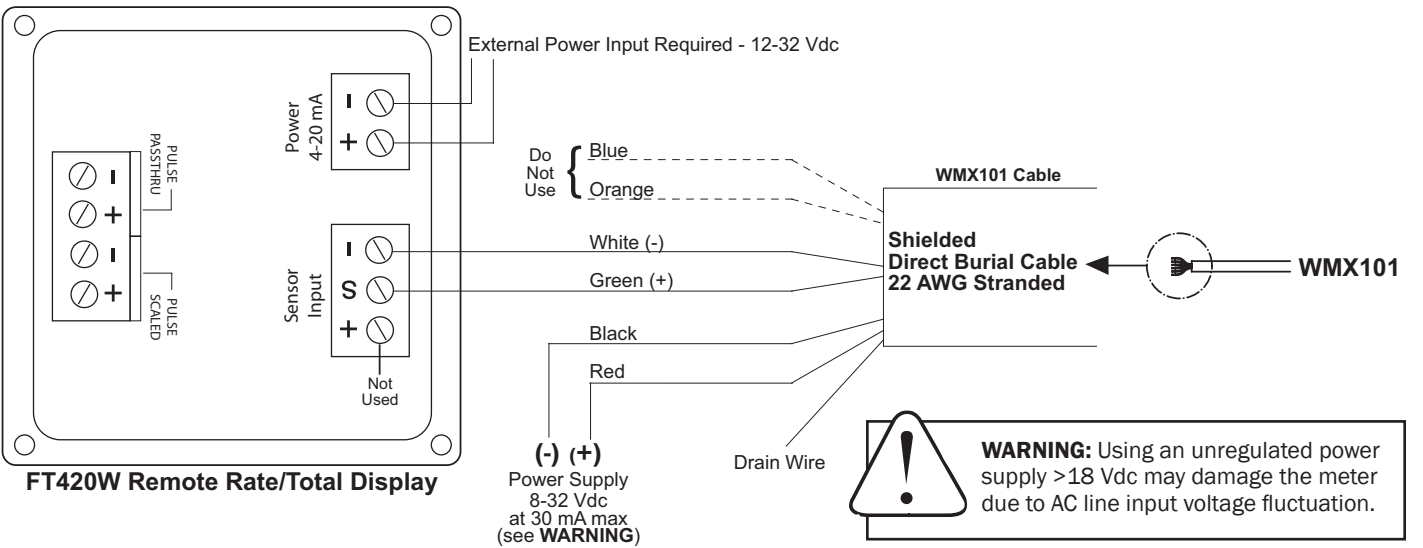 External Power Input Required - 12-32 Vdc
Power
4-20 mA
-
+
PULSE
PASSTHRU
-
+
-
+
PULSE
SCALED
Sensor
Input
-
S
+
Not
Used
FT420W Remote Rate/Total Display
Do
Not
Use
{
Blue
Orange
White (-)
Green (+)
Black
Red
(-) (+)
Power Supply
8-32 Vdc
at 30 mA max
(see WARNING)
Drain Wire
WMX101 Cable
Shielded
Direct Burial Cable
22 AWG Stranded
WMX101
!
WARNING: Using an unregulated power
supply >18 Vdc may damage the meter
due to AC line input voltage fluctuation.